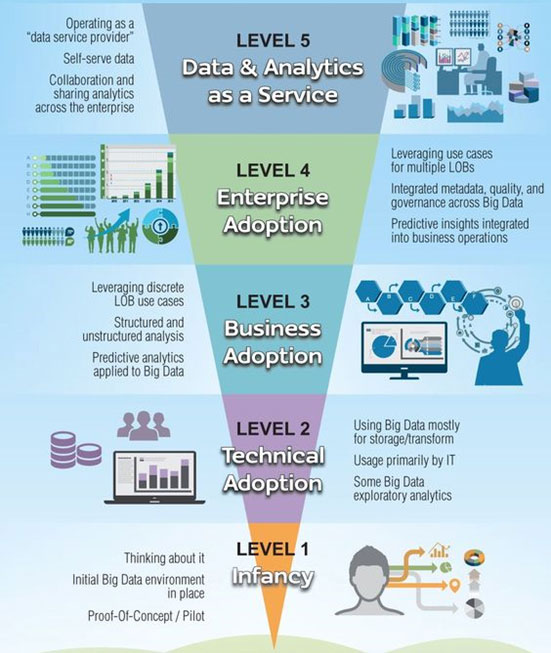 Operating as a
"data service provider"
Self-serve data
Collaboration and
sharing analytics
across the enterprise
LEVEL 5
Data & Analytics
as a Service
LEVEL 4
Enterprise
Adoption
Leveraging use cases
for multiple LOBs
Integrated metadata, quality, and
governance across Big Data
Predictive insights integrated
into business operations
Leveraging discrete
LOB use cases
Structured and
unstructured analysis
Predictive analytics
applied to Big Data
LEVEL 3
Business
Adoption
A B C D E F
LEVEL 2
Technical
Adoption
Using Big Data mostly
for storage/transform
Usage primarily by IT
Some Big Data
exploratory analytics
Thinking about it
Initial Big Data environment
in place
Proof-Of-Concept / Pilot
LEVEL 1
Infancy